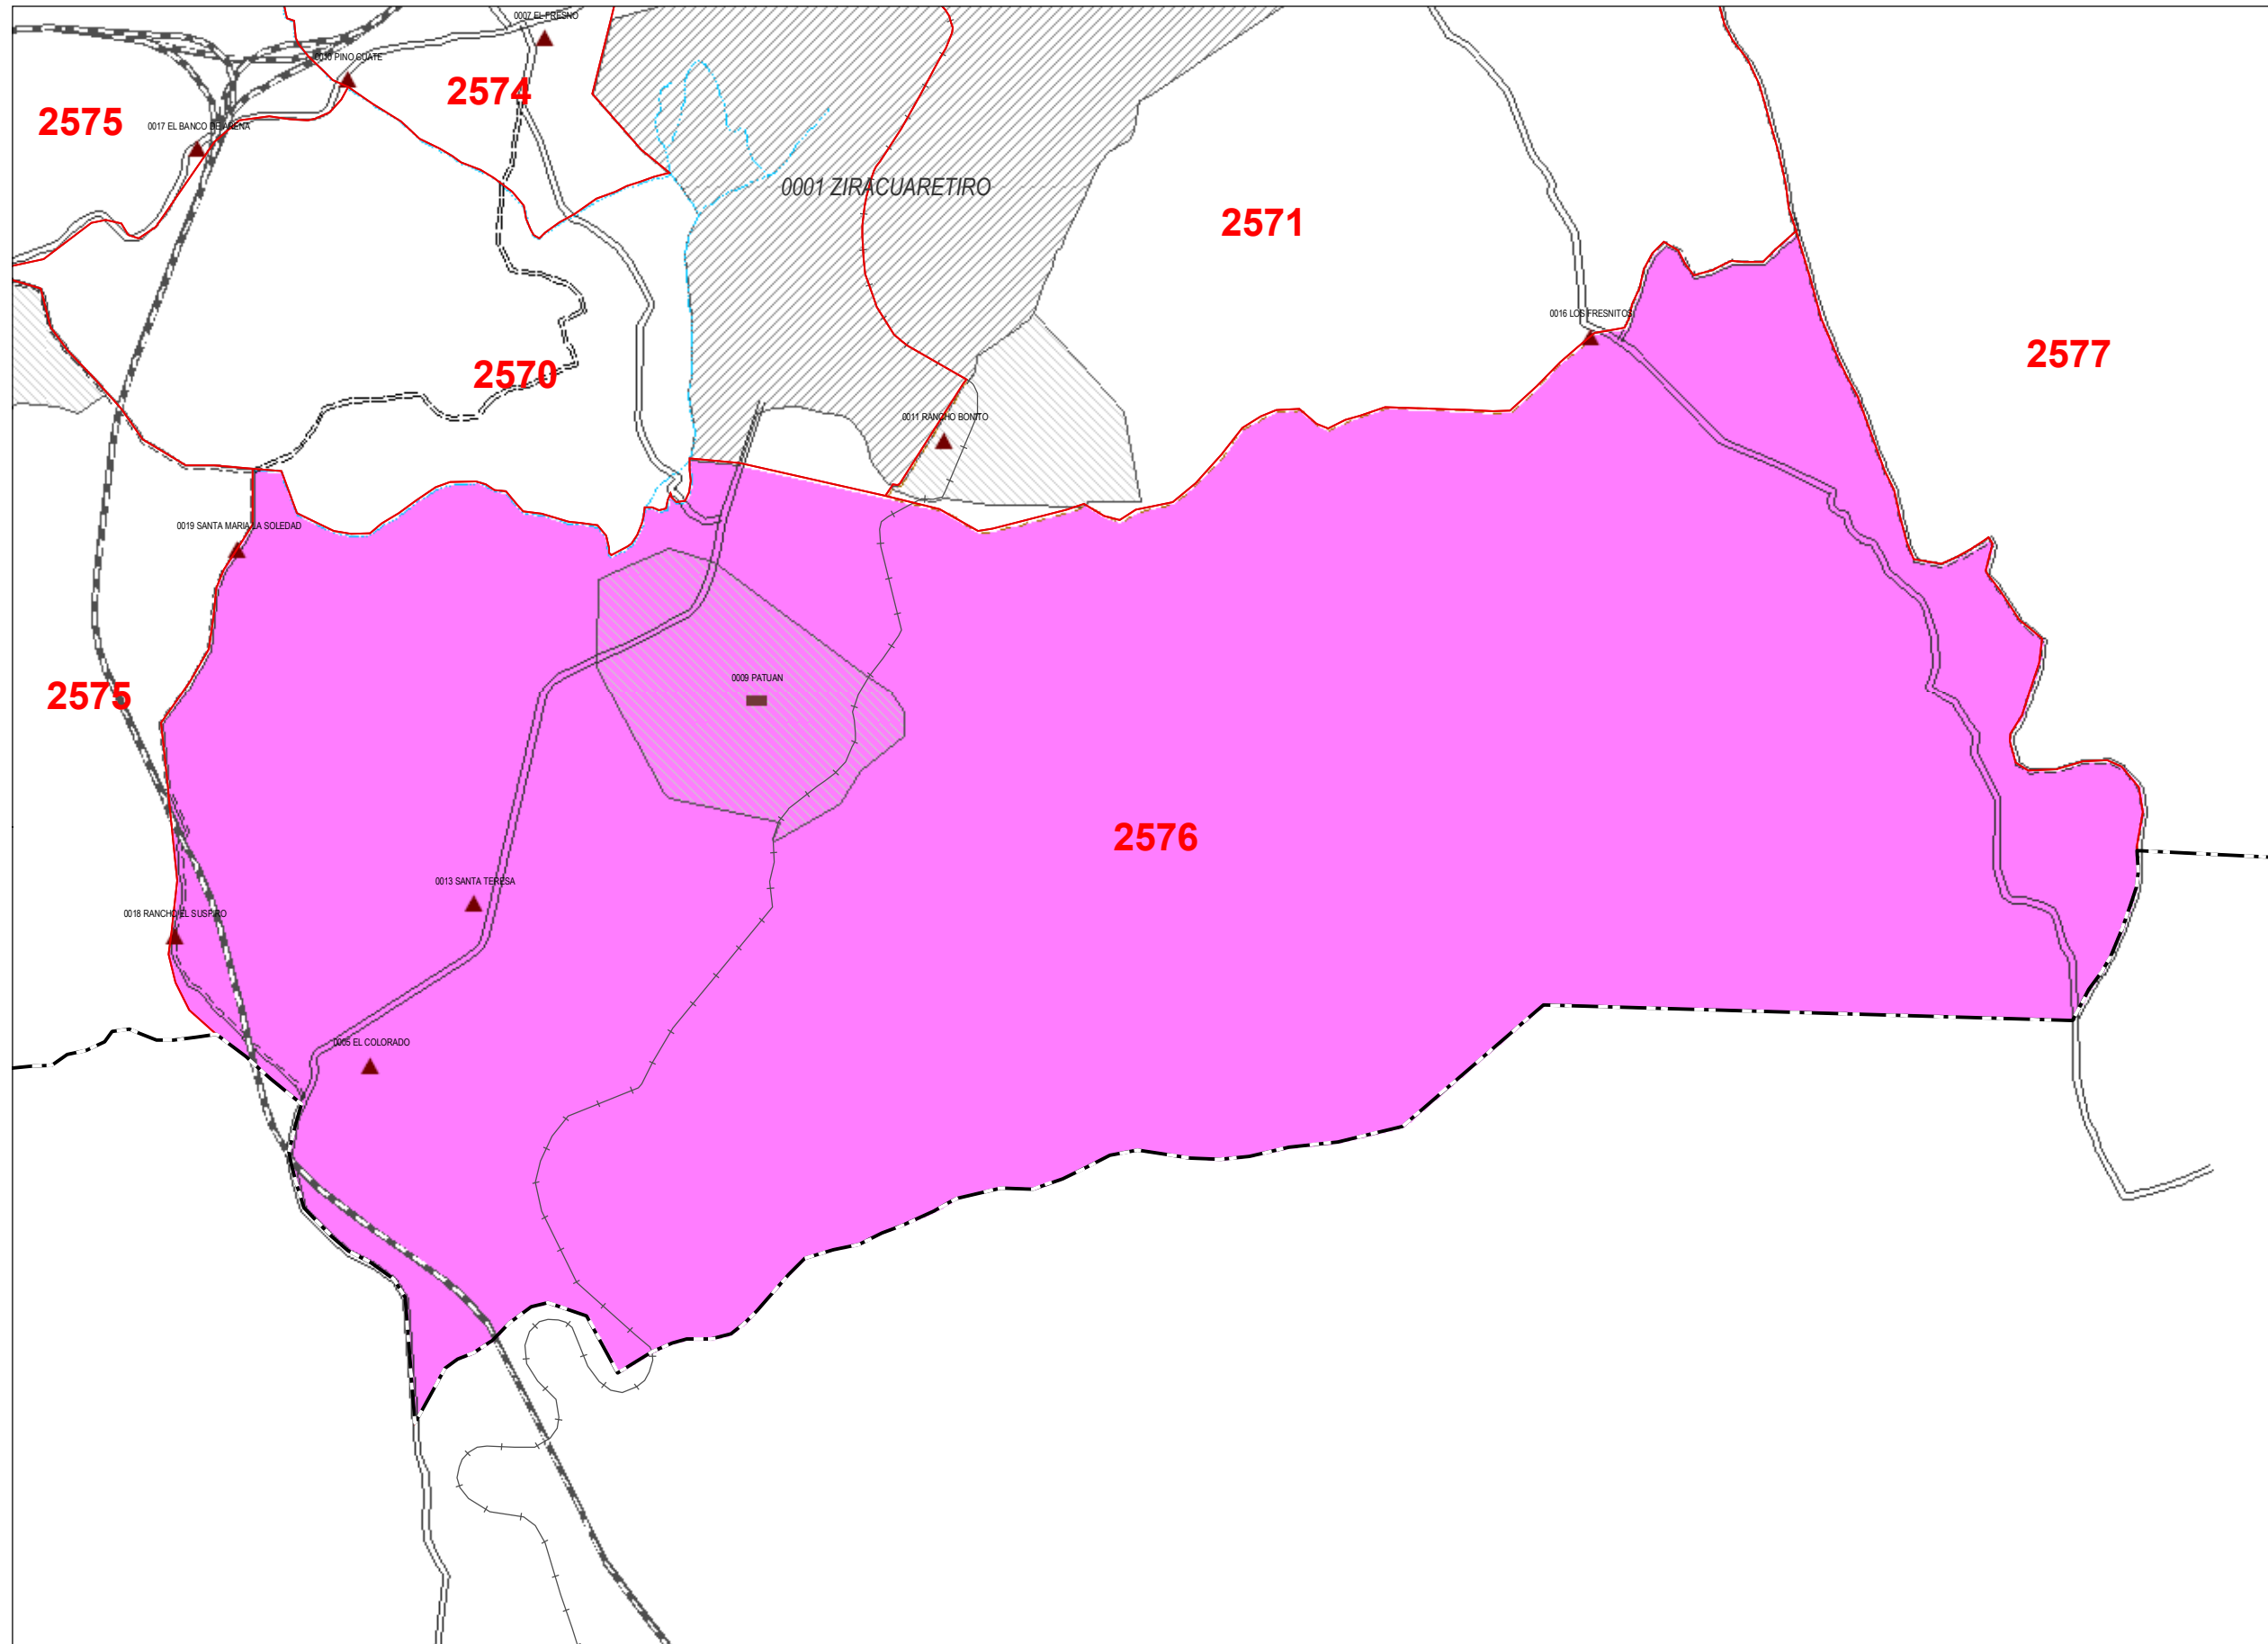 0007 EL FRESNO
0010 PINO CUATE
2574
2575
0017 EL BANCO DE ARENA
0001 ZIRACUARETIRO
2571
0016 LOS FRESNITOS
2577
2570
0011 RANCHO BONITO
0019 SANTA MARIA LA SOLEDAD
0009 PATUAN
2575
2576
0013 SANTA TERESA
0018 RANCHO EL SUSPIRO
0005 EL COLORADO